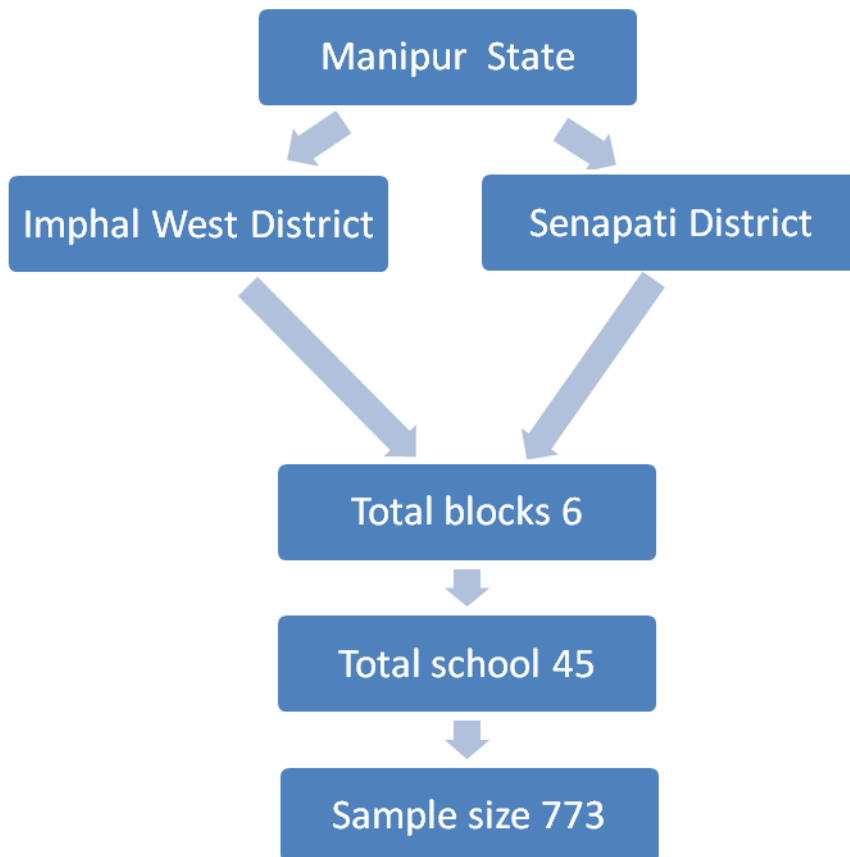 Manipur State
Imphal West District
Senapati District
Total blocks 6
Total school 45
Sample size 773